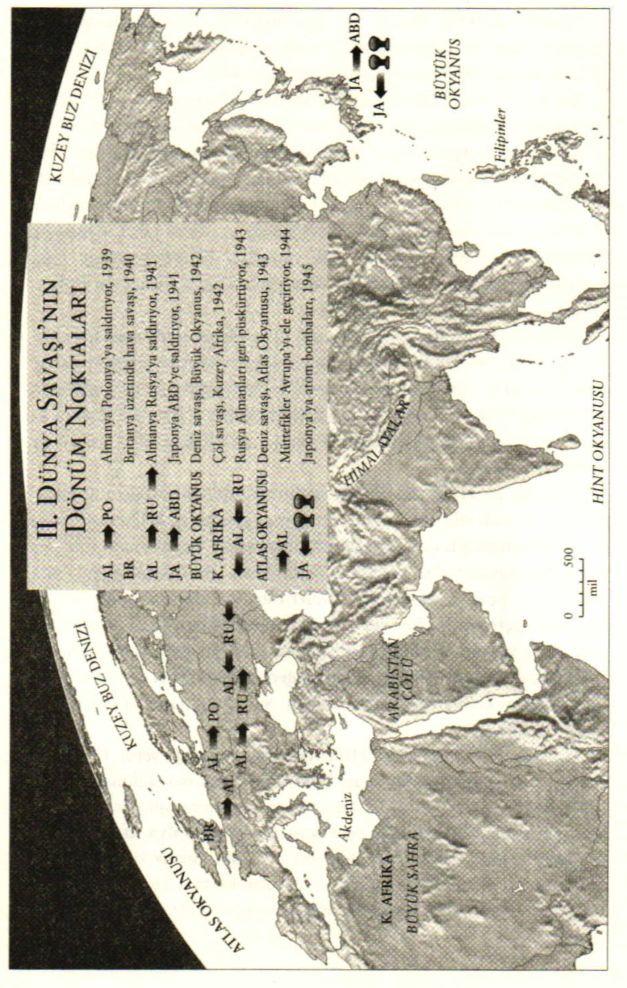 II. DÜNYA SAVAŞI'NIN
DÖNÜM NOKTALARI
AL PO Almanya Polonya'ya saldırıyor, 1939
BR Britanya üzerinde hava savaşı, 1940
AL RU Almanya Rusya'ya saldırıyor, 1941
JA ABD Japonya ABD'ye saldırıyor, 1941
BÜYÜK OKYANUS Deniz savaşı, Büyük Okyanus, 1942
K. AFRİKA Çöl savaşı, Kuzey Afrika, 1942
AL RU Rusya Almanları geri püskürtüyor, 1943
ATLAS OKYANUSU Deniz savaşı, Atlas Okyanusu, 1943
AL Müttefikler Avrupa'yı ele geçiriyor, 1944
JA Japonya'ya atom bombaları, 1945
KUZEY BUZ DENİZİ
KUZEY BUZ DENİZİ
ATLAS OKYANUSU
BR
AL
AL PO
AL RU
AL RU
Akdeniz
K. AFRİKA
BÜYÜK SAHRA
ARABİSTAN
ÇÖLÜ
HİMALAYALAR
JA ABD
JA
BÜYÜK
OKYANUS
Filipinler
HİNT OKYANUSU
0 500
mil